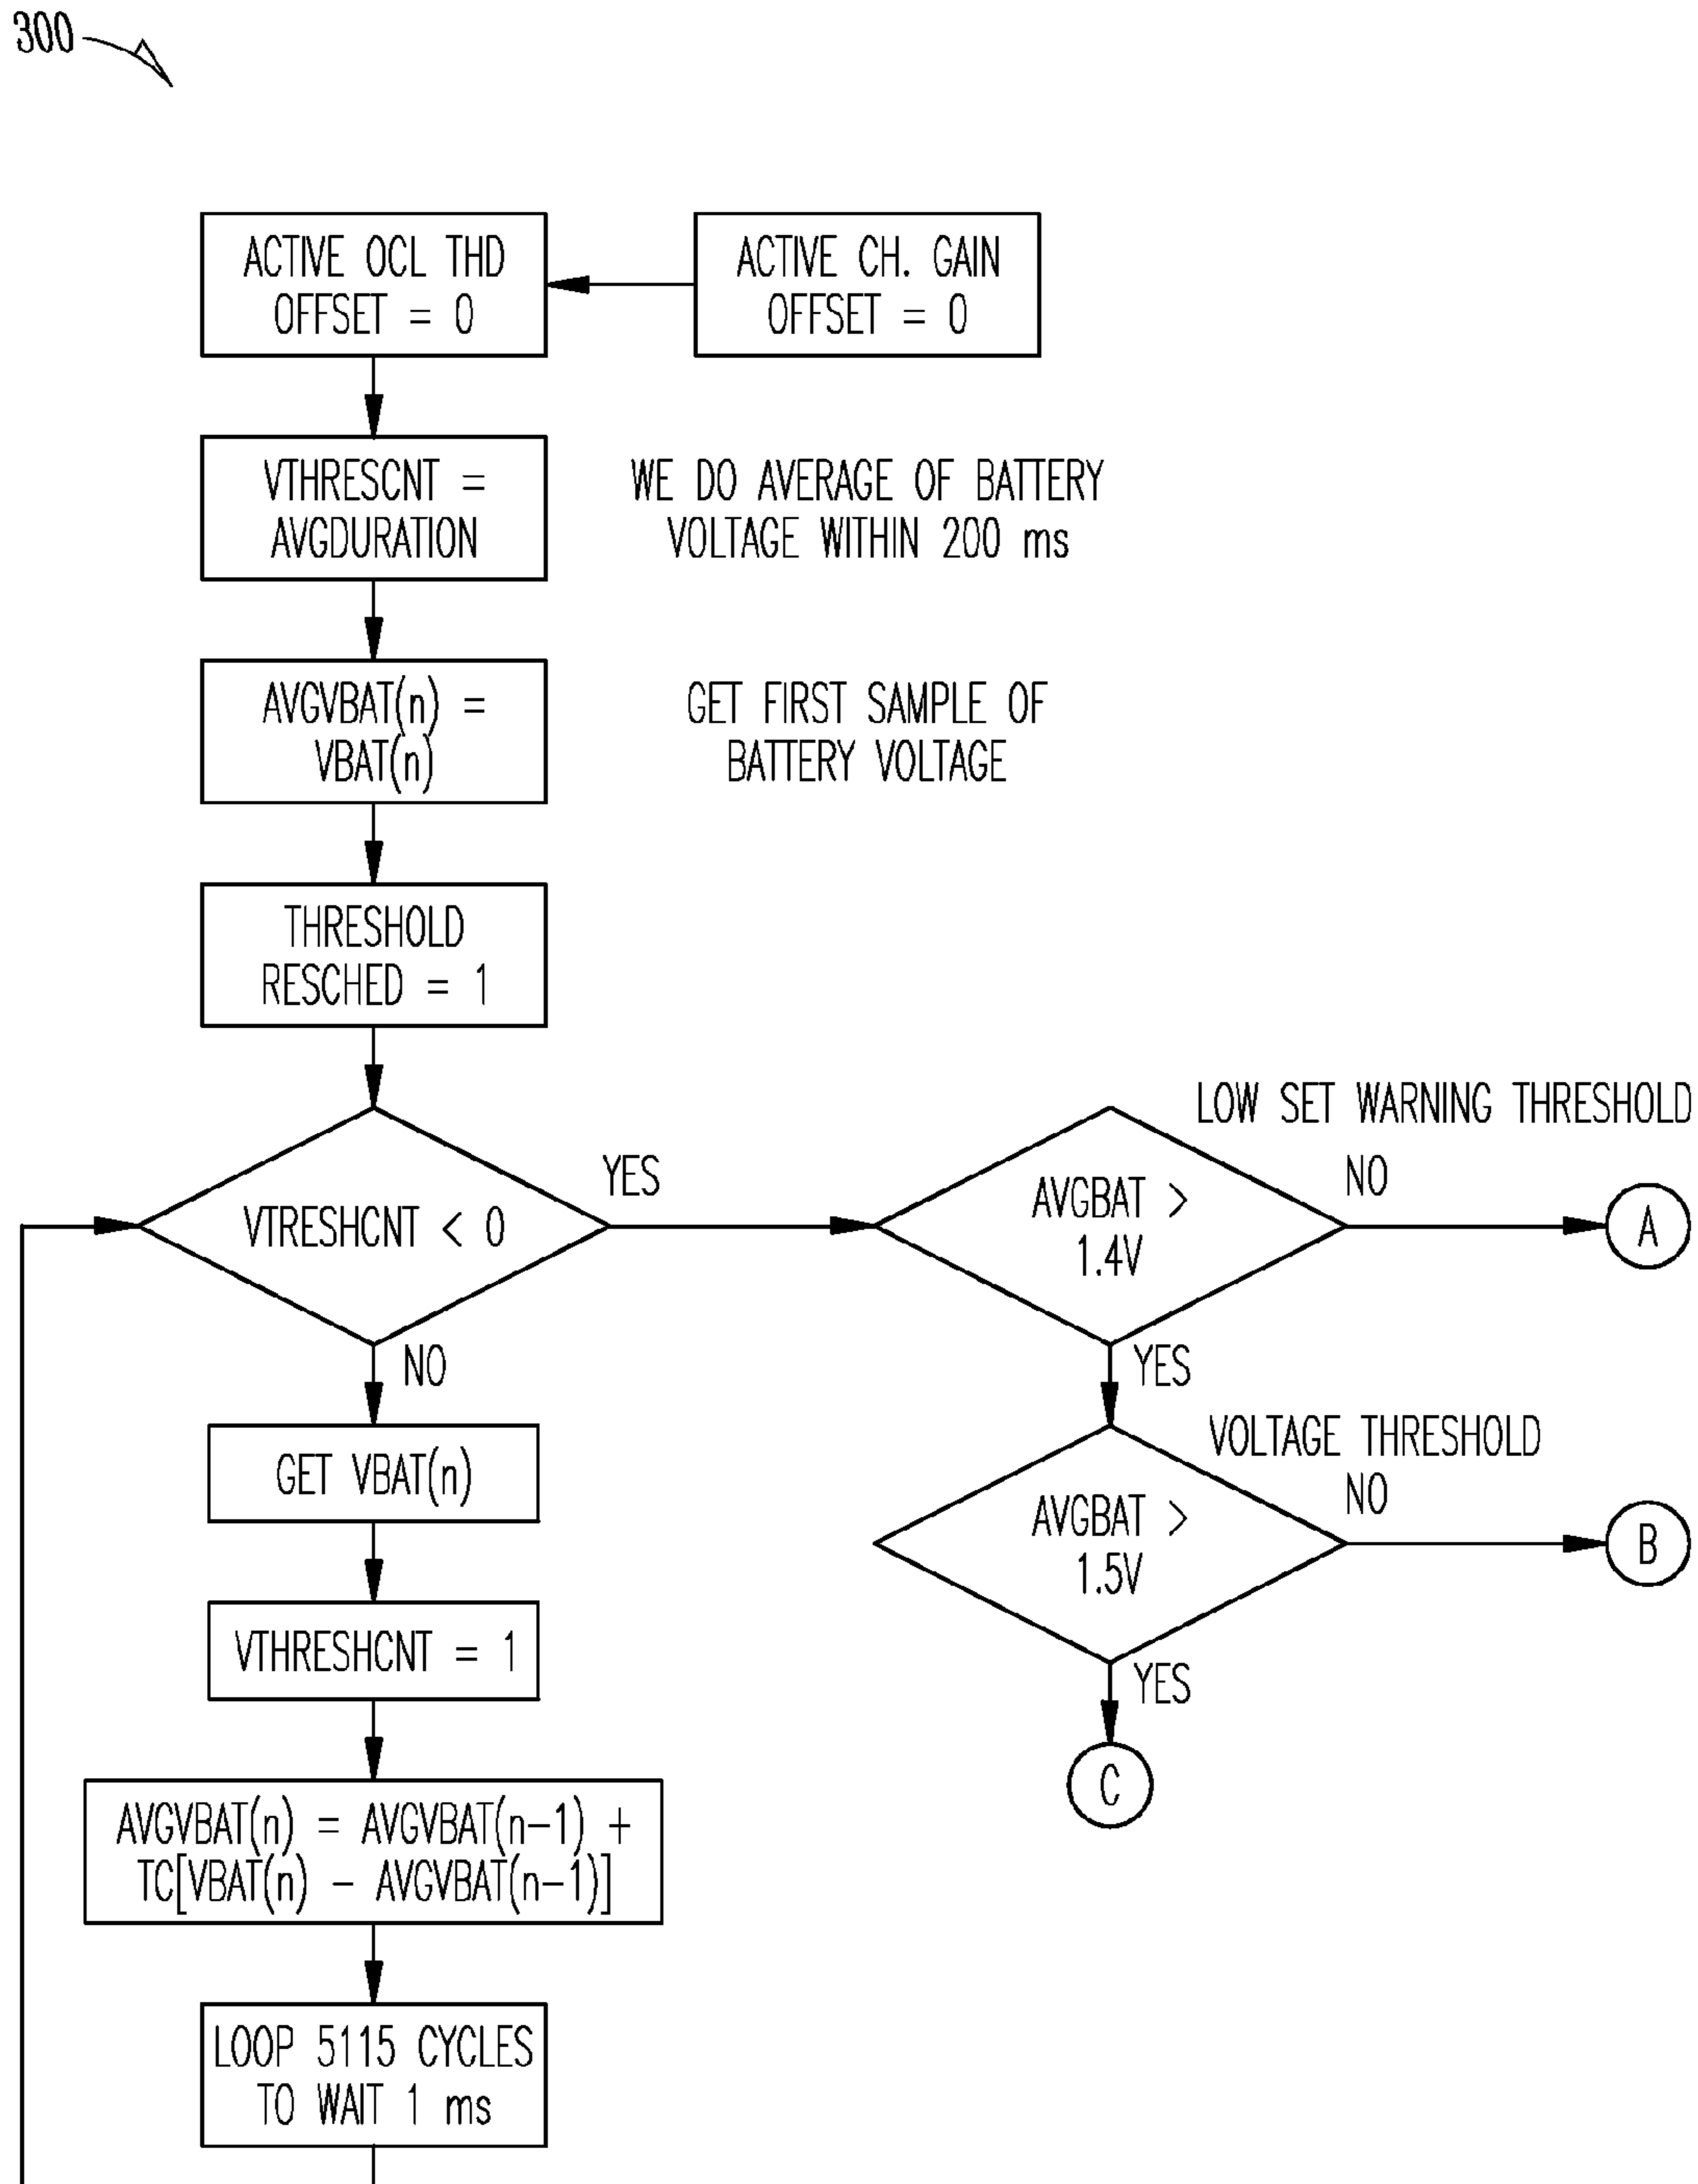 300
ACTIVE OCL THD
OFFSET = 0
ACTIVE CH. GAIN
OFFSET = 0
VTHRESCNT =
AVGDURATION
WE DO AVERAGE OF BATTERY
VOLTAGE WITHIN 200 ms
AVGVBAT(n) =
VBAT(n)
GET FIRST SAMPLE OF
BATTERY VOLTAGE
THRESHOLD
RESCHED = 1
VTRESHCNT < 0
YES
NO
LOW SET WARNING THRESHOLD
AVGBAT >
1.4V
NO
A
YES
VOLTAGE THRESHOLD
AVGBAT >
1.5V
NO
B
YES
C
GET VBAT(n)
VTHRESHCNT = 1
AVGVBAT(n) = AVGVBAT(n-1) +
TC[VBAT(n) - AVGVBAT(n-1)]
LOOP 5115 CYCLES
TO WAIT 1 ms